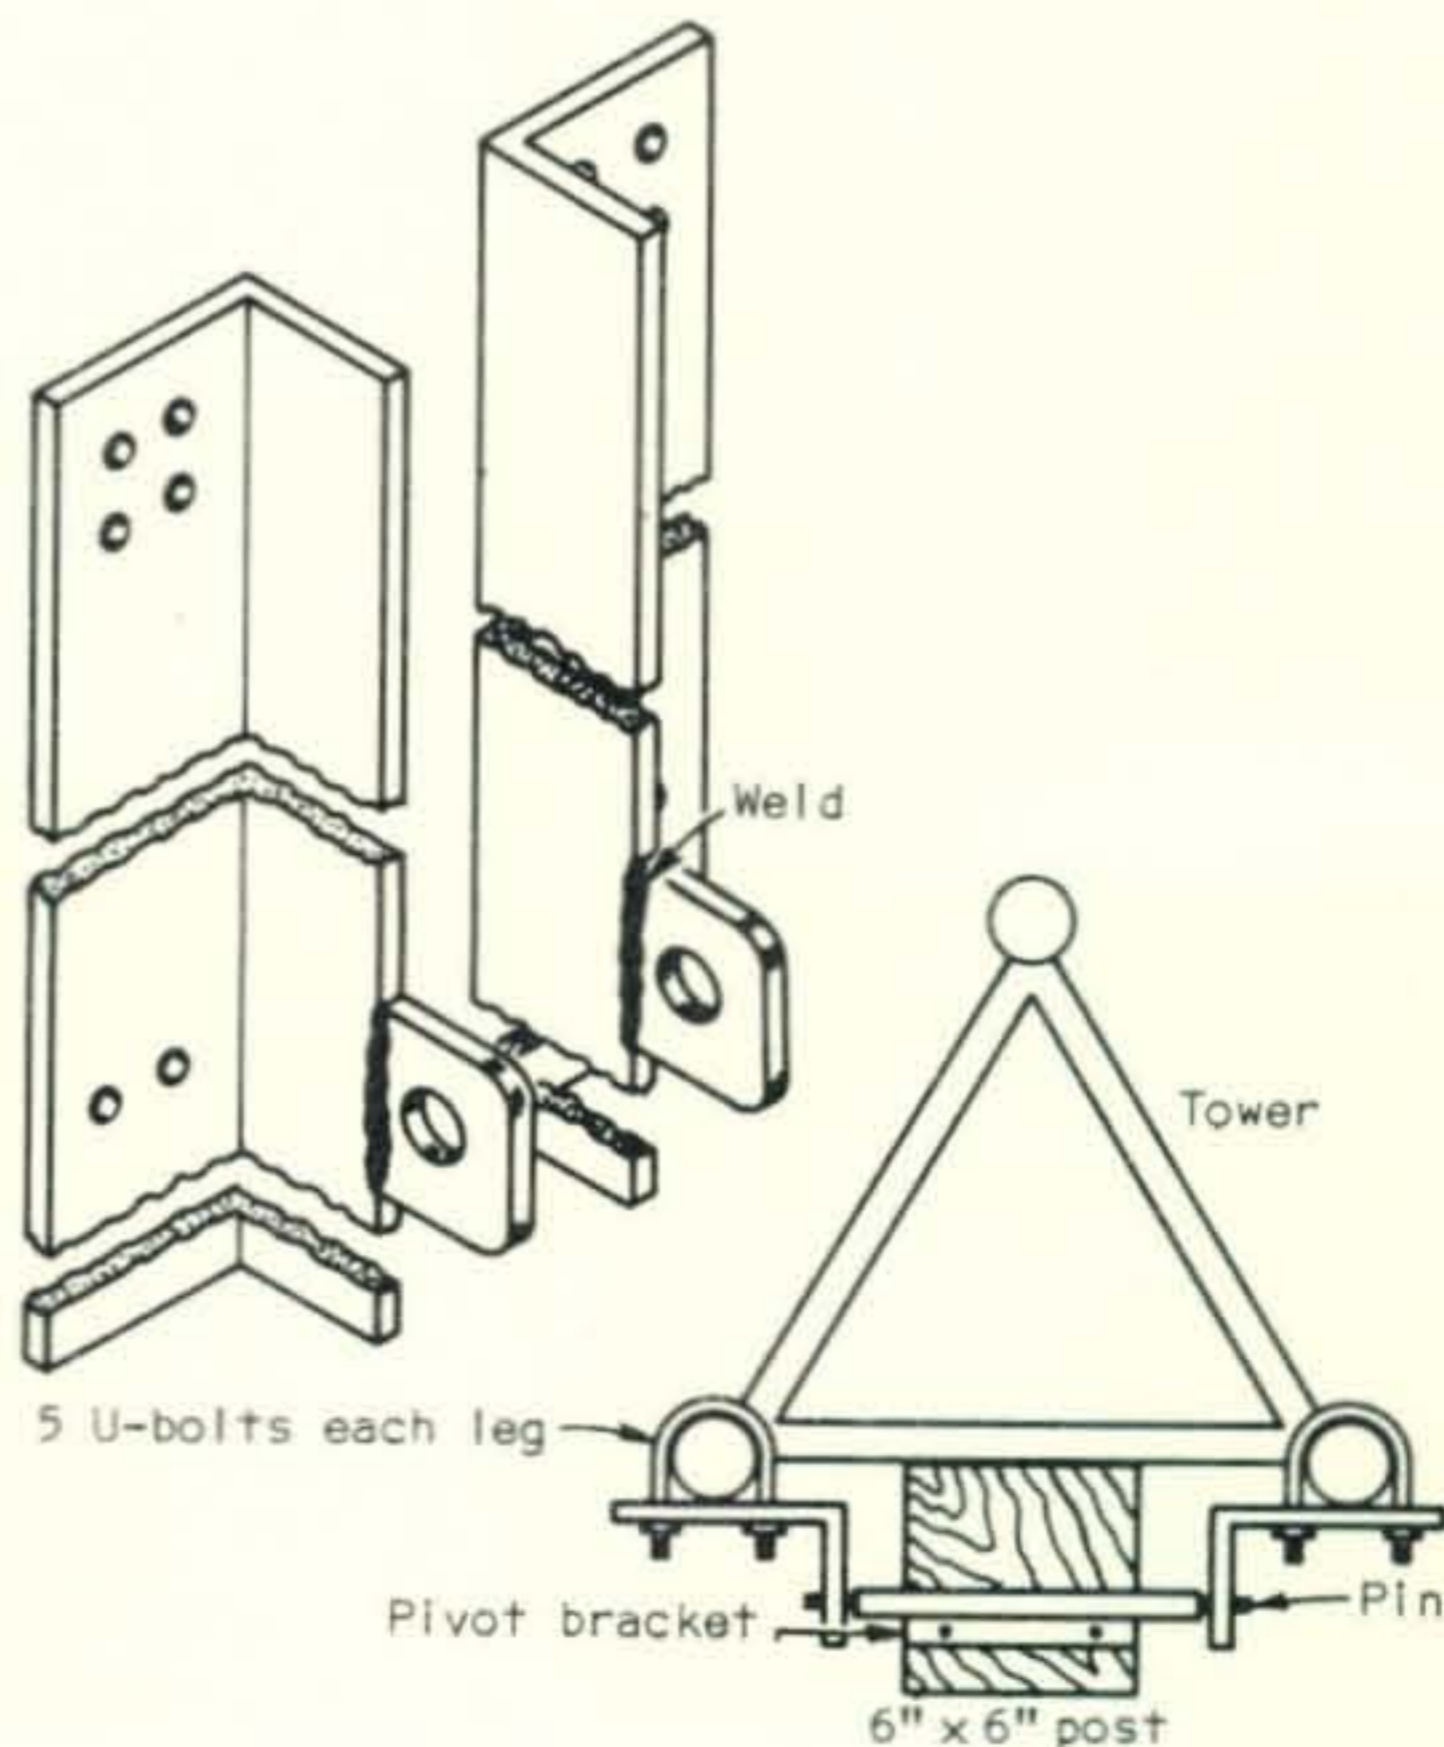 Weld
Tower
5 U-bolts each leg
Pivot bracket
Pin
6" x 6" post